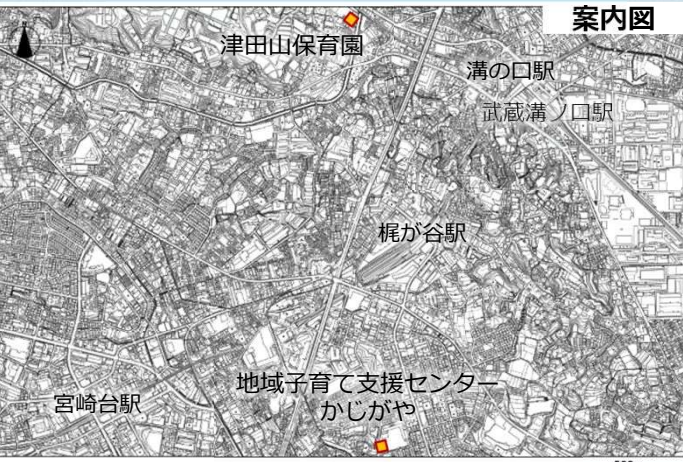 案内図
津田山保育園
溝の口駅
武蔵溝ノ口駅
梶が谷駅
地域子育て支援センター
かじがや
宮崎台駅